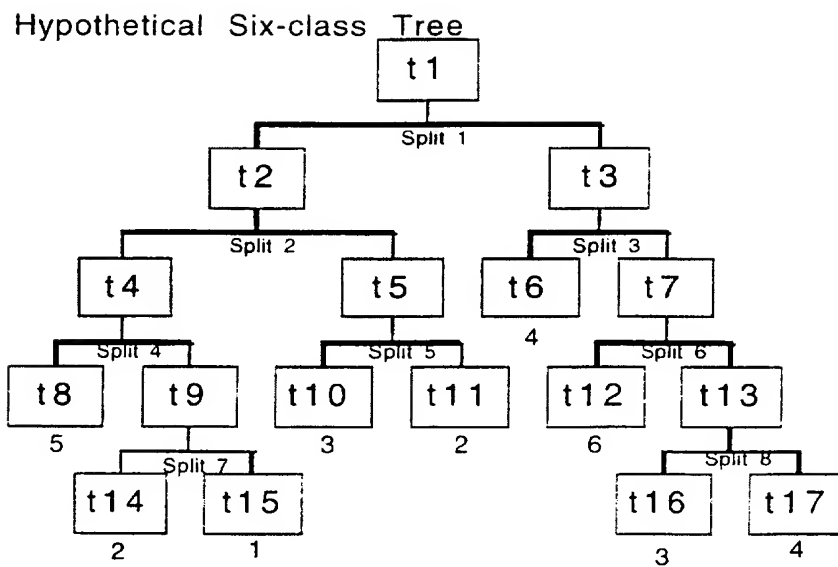 Hypothetical Six-class Tree
t1
Split 1
t2 t3
Split 2 Split 3
t4 t5 t6 t7
4
Split 4 Split 5 Split 6
t8 t9 t10 t11 t12 t13
5 3 2 6
Split 7 Split 8
t14 t15 t16 t17
2 1 3 4